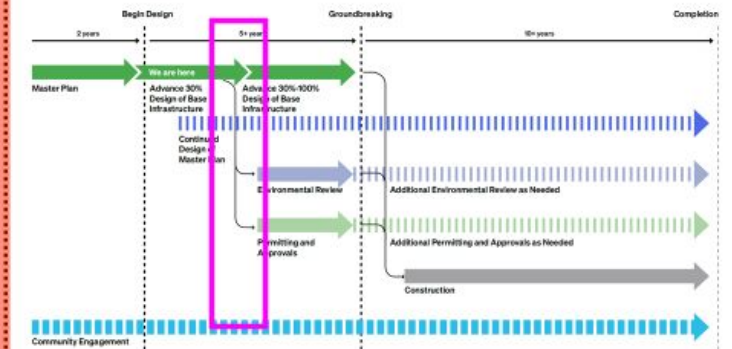 Begin Design
Groundbreaking
Completion
2 years
5+ years
10+ years
We are here
Master Plan
Advance 30%
Design of Base
Infrastructure
Advance 30%-100%
Design of Base
Infrastructure
Continued
Design of
Master Plan
Environmental Review
Additional Environmental Review as Needed
Permitting and
Approvals
Additional Permitting and Approvals as Needed
Construction
Community Engagement